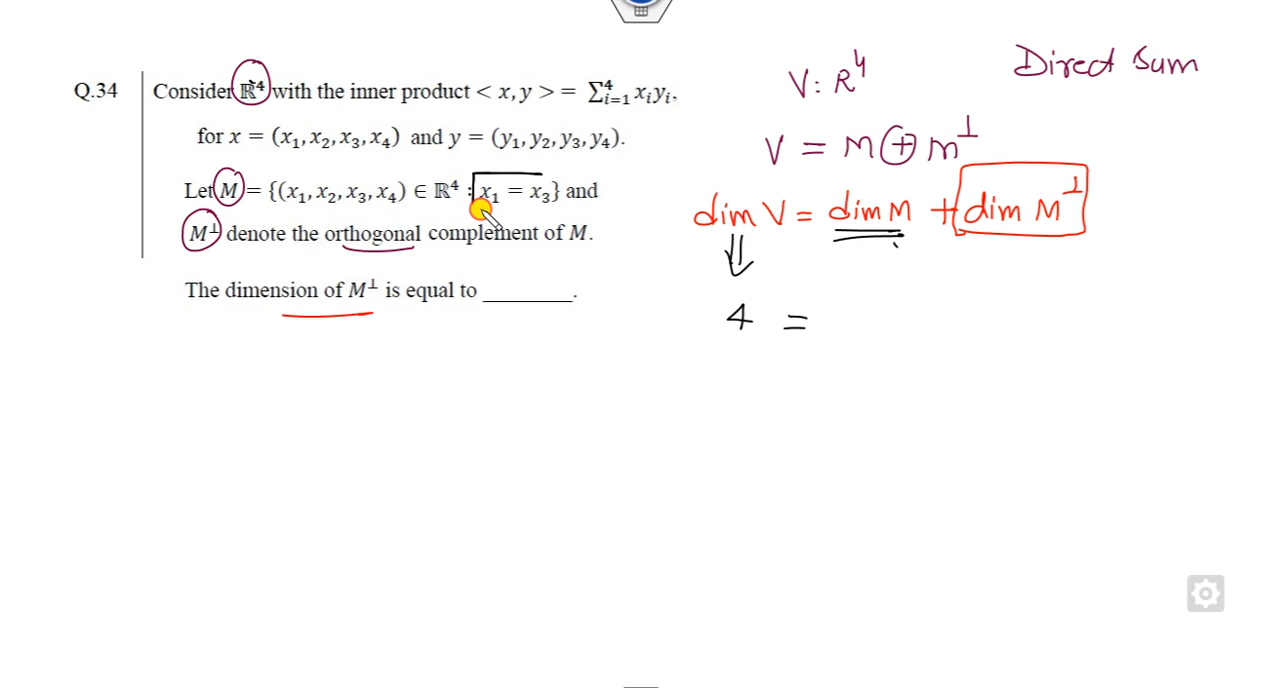 Q.34
Consider ℝ⁴ with the inner product < x, y > = ∑⁴ᵢ₌₁ xᵢyᵢ,
for x = (x₁, x₂, x₃, x₄) and y = (y₁, y₂, y₃, y₄).
Let M = {(x₁, x₂, x₃, x₄) ∈ ℝ⁴ : x₁ = x₃} and
M⊥ denote the orthogonal complement of M.
The dimension of M⊥ is equal to ________.
V: R⁴
Direct Sum
V = M ⊕ M⊥
dim V = dim M + dim M⊥
⇓
4 =